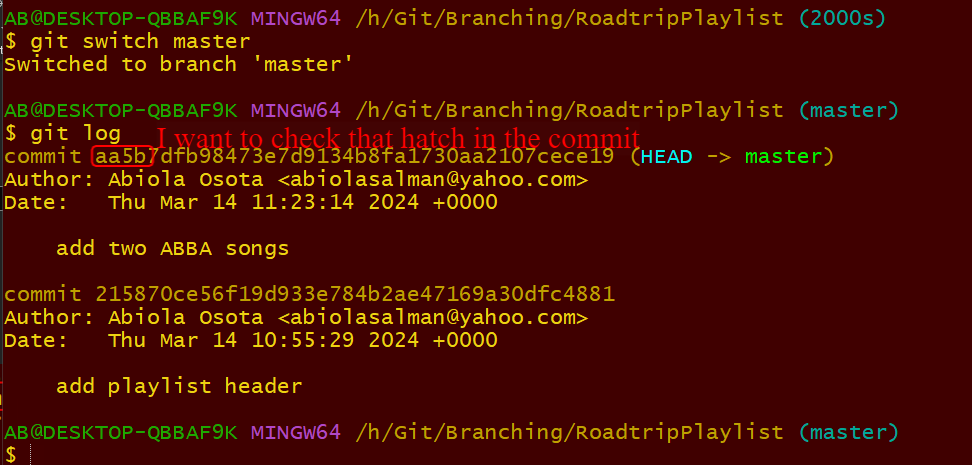 AB@DESKTOP-QBBAF9K MINGW64 /h/Git/Branching/RoadtripPlaylist (2000s)
$ git switch master
Switched to branch 'master'
AB@DESKTOP-QBBAF9K MINGW64 /h/Git/Branching/RoadtripPlaylist (master)
$ git log
I want to check that hatch in the commit
commit aa5b7dfb98473e7d9134b8fa1730aa2107cece19 (HEAD -> master)
Author: Abiola Osota <abiolasalman@yahoo.com>
Date:   Thu Mar 14 11:23:14 2024 +0000
add two ABBA songs
commit 215870ce56f19d933e784b2ae47169a30dfc4881
Author: Abiola Osota <abiolasalman@yahoo.com>
Date:   Thu Mar 14 10:55:29 2024 +0000
add playlist header
AB@DESKTOP-QBBAF9K MINGW64 /h/Git/Branching/RoadtripPlaylist (master)
$